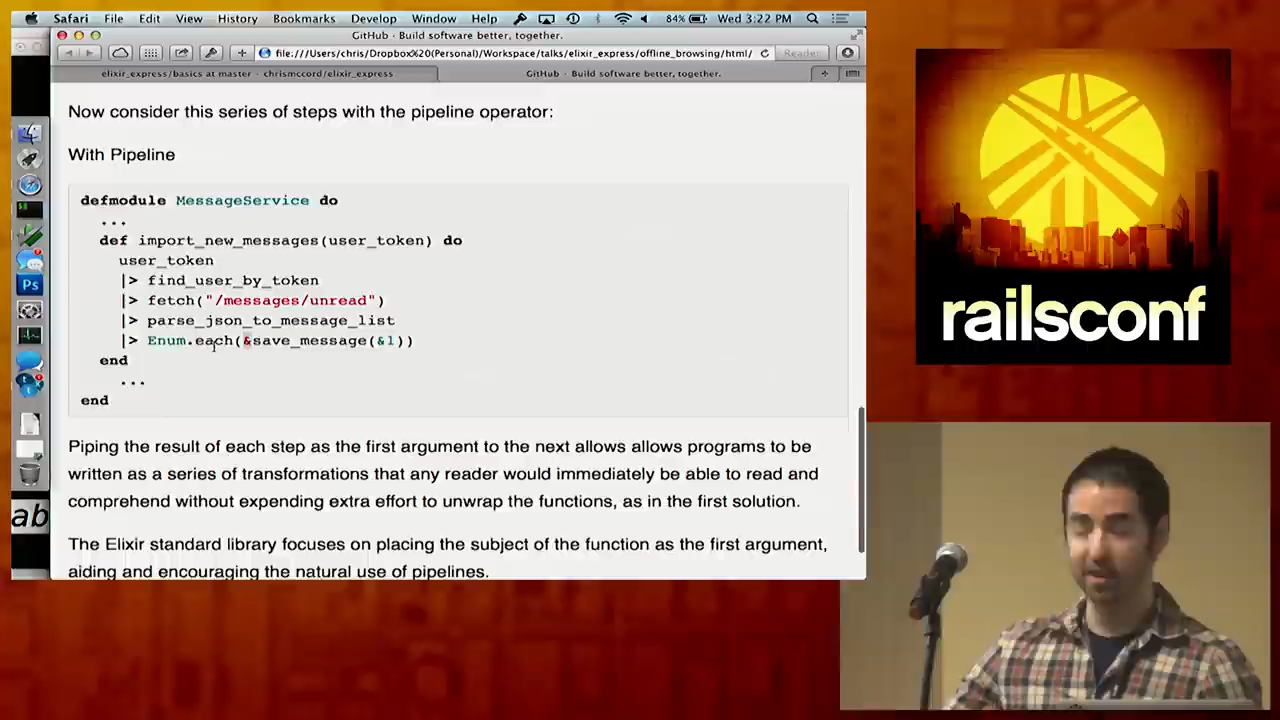 Safari File Edit View History Bookmarks Develop Window Help 84% Wed 3:22 PM
GitHub · Build software better, together.
file:///Users/chris/Dropbox%20(Personal)/Workspace/talks/elixir_express/offline_browsing/html/ Reader
elixir_express/basics at master · chrismccord/elixir_express GitHub · Build software better, together.
Now consider this series of steps with the pipeline operator:
With Pipeline
defmodule MessageService do
...
def import_new_messages(user_token) do
user_token
|> find_user_by_token
|> fetch("/messages/unread")
|> parse_json_to_message_list
|> Enum.each(&save_message(&1))
end
...
end
Piping the result of each step as the first argument to the next allows allows programs to be
written as a series of transformations that any reader would immediately be able to read and
comprehend without expending extra effort to unwrap the functions, as in the first solution.
The Elixir standard library focuses on placing the subject of the function as the first argument,
aiding and encouraging the natural use of pipelines.
Ps
ab
railsconf